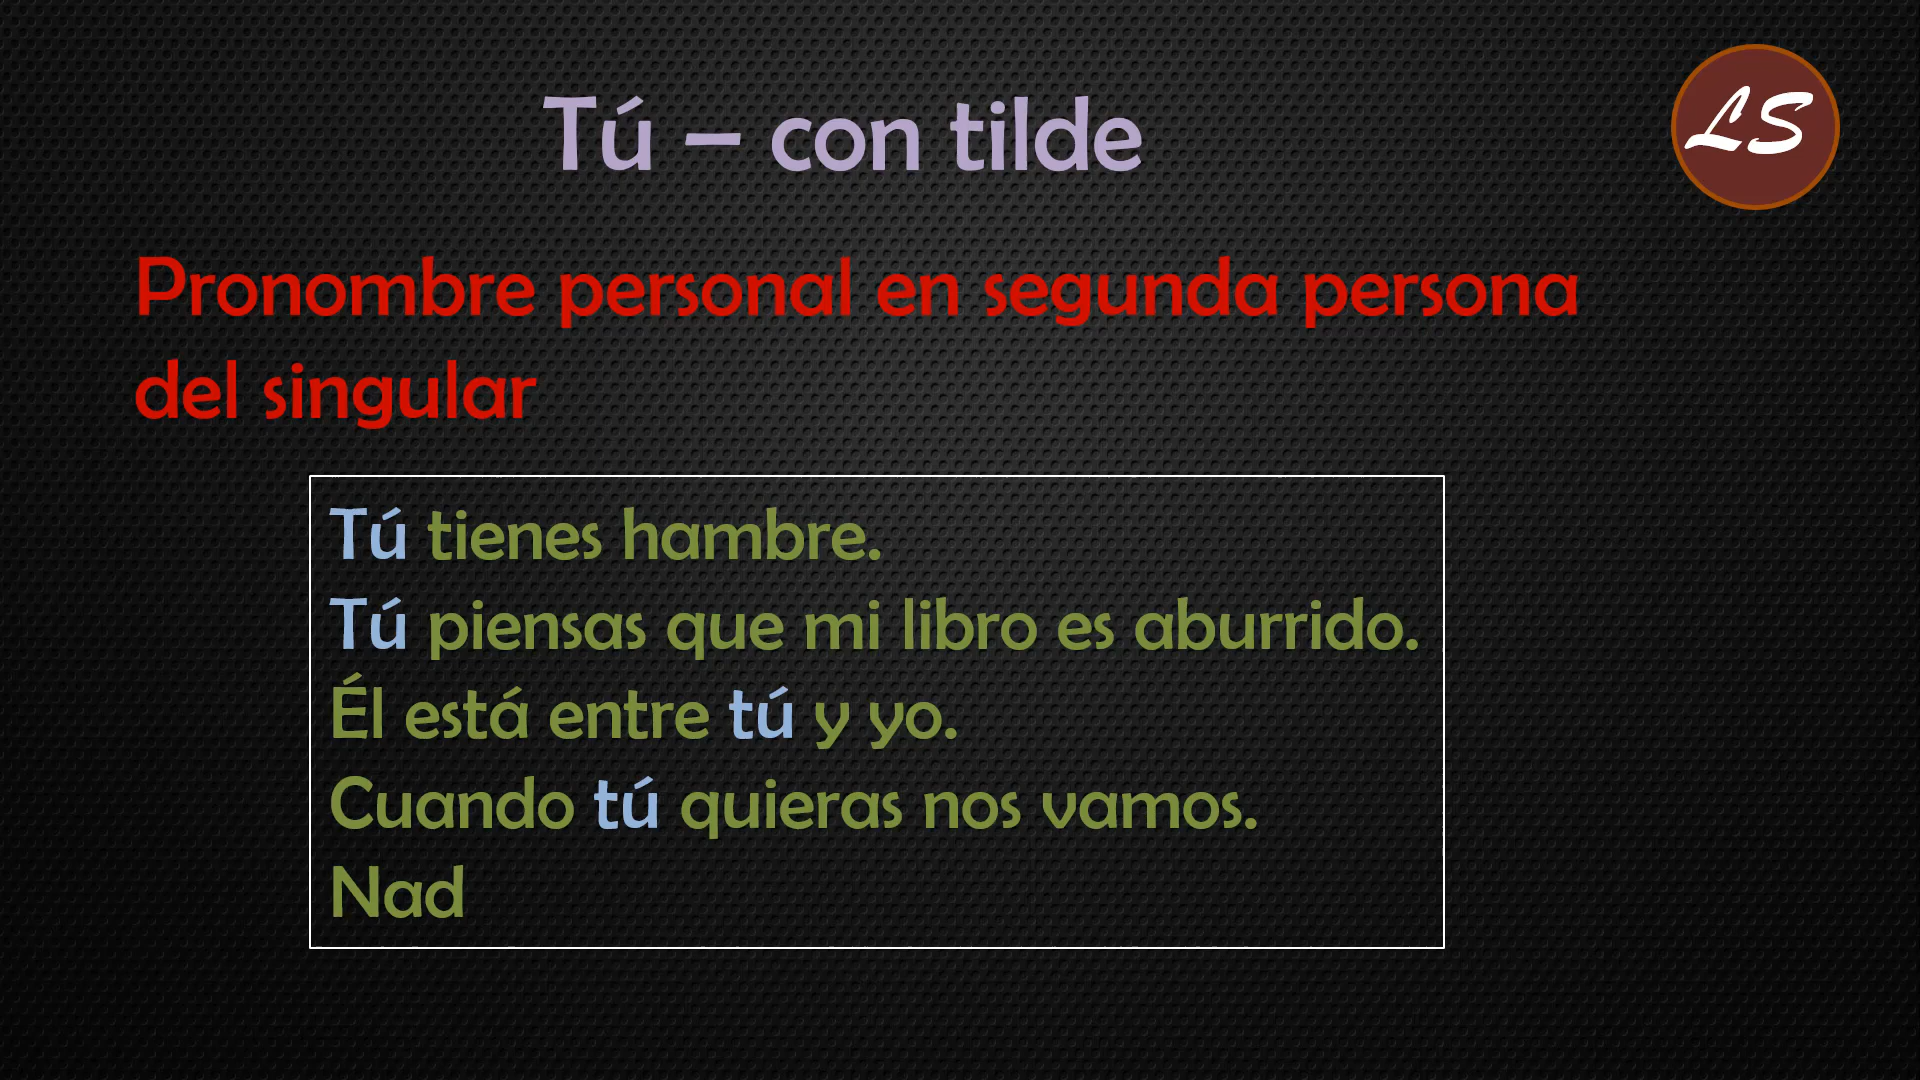 Tú – con tilde
LS
Pronombre personal en segunda persona
del singular
Tú tienes hambre.
Tú piensas que mi libro es aburrido.
Él está entre tú y yo.
Cuando tú quieras nos vamos.
Nad